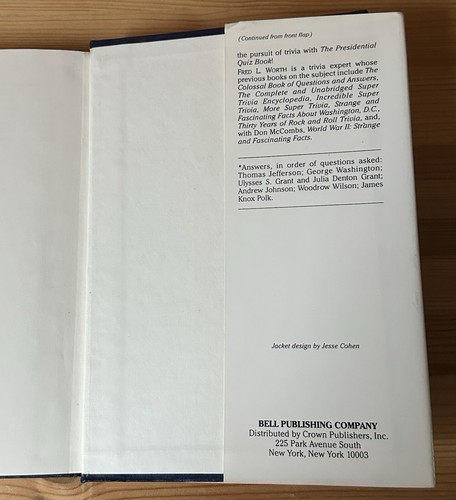 (Continued from front flap)
the pursuit of trivia with The Presidential
Quiz Book!
FRED L. WORTH is a trivia expert whose
previous books on the subject include The
Colossal Book of Questions and Answers,
The Complete and Unabridged Super
Trivia Encyclopedia, Incredible Super
Trivia, More Super Trivia, Strange and
Fascinating Facts About Washington, D.C.,
Thirty Years of Rock and Roll Trivia, and,
with Don McCombs, World War II: Strange
and Fascinating Facts.
*Answers, in order of questions asked:
Thomas Jefferson; George Washington;
Ulysses S. Grant and Julia Denton Grant;
Andrew Johnson; Woodrow Wilson; James
Knox Polk.
Jacket design by Jesse Cohen
BELL PUBLISHING COMPANY
Distributed by Crown Publishers, Inc.
225 Park Avenue South
New York, New York 10003